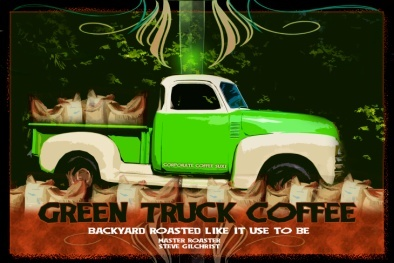 CORPORATE COFFEE SUX!
GREEN TRUCK COFFEE
BACKYARD ROASTED LIKE IT USE TO BE
MASTER ROASTER
STEVE GILCHRIST